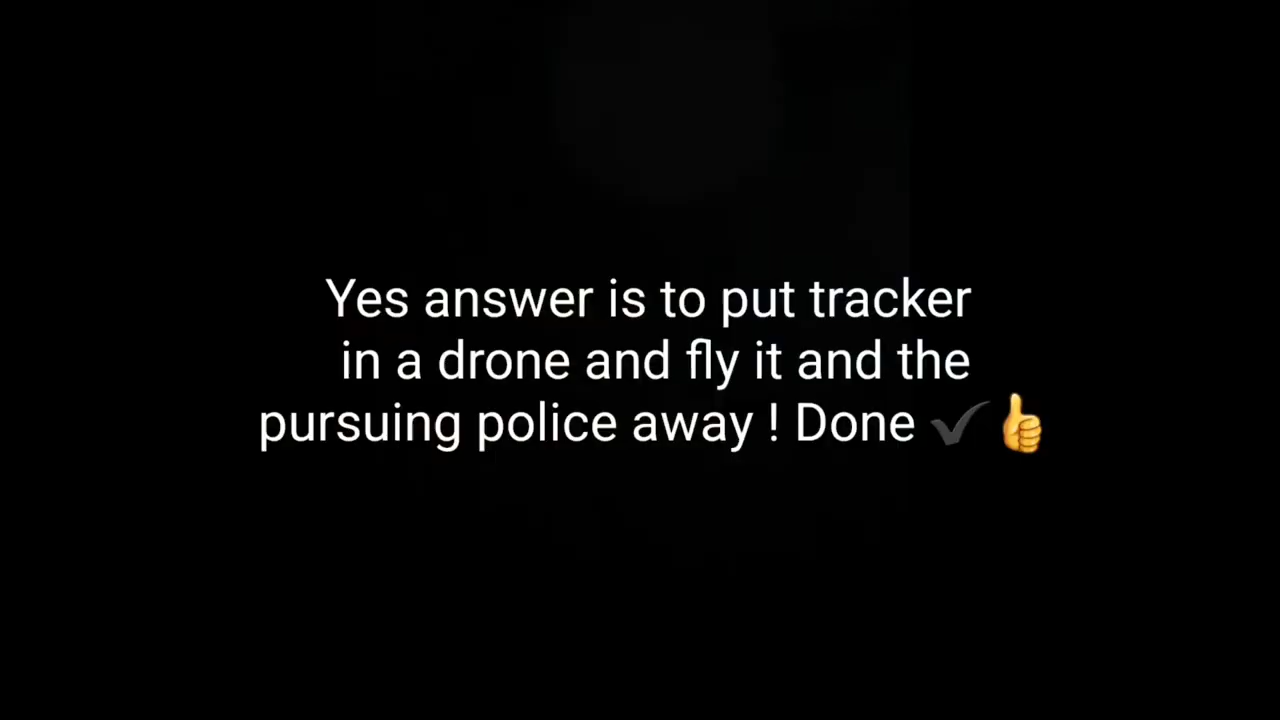 Yes answer is to put tracker
in a drone and fly it and the
pursuing police away ! Done ✔👍